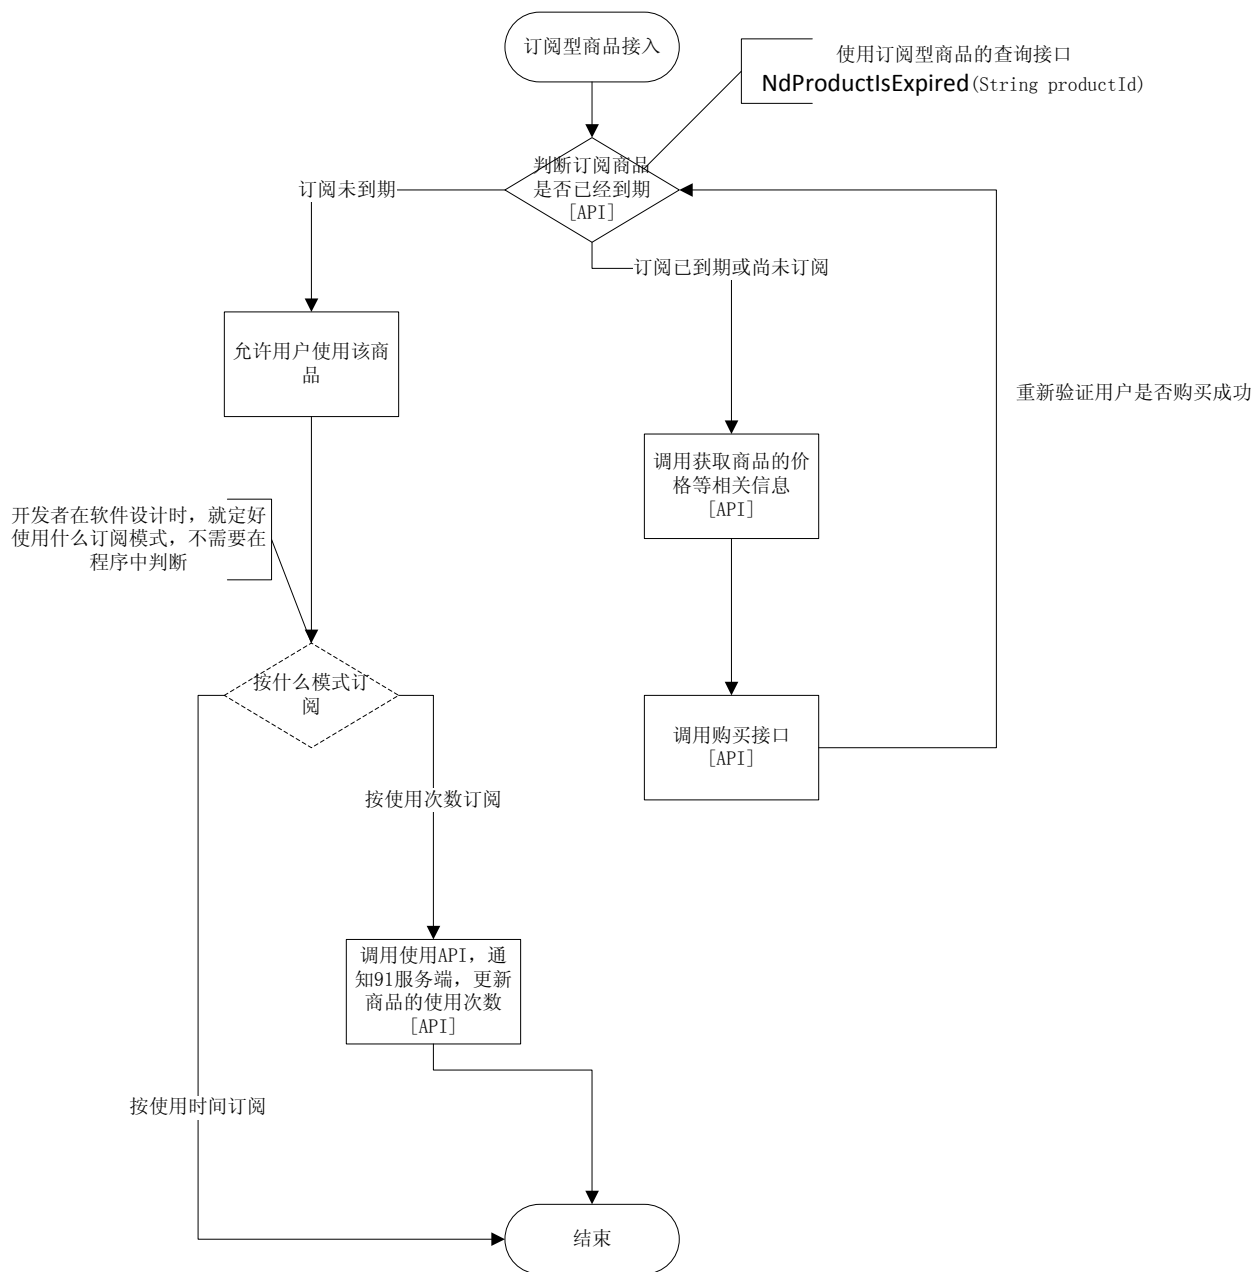 订阅型商品接入
使用订阅型商品的查询接口
NdProductIsExpired(String productId)
判断订阅商品
是否已经到期
[API]
订阅未到期
订阅已到期或尚未订阅
允许用户使用该商
品
重新验证用户是否购买成功
调用获取商品的价
格等相关信息
[API]
开发者在软件设计时，就定好
使用什么订阅模式，不需要在
程序中判断
按什么模式订
阅
调用购买接口
[API]
按使用次数订阅
调用使用API，通
知91服务端，更新
商品的使用次数
[API]
按使用时间订阅
结束